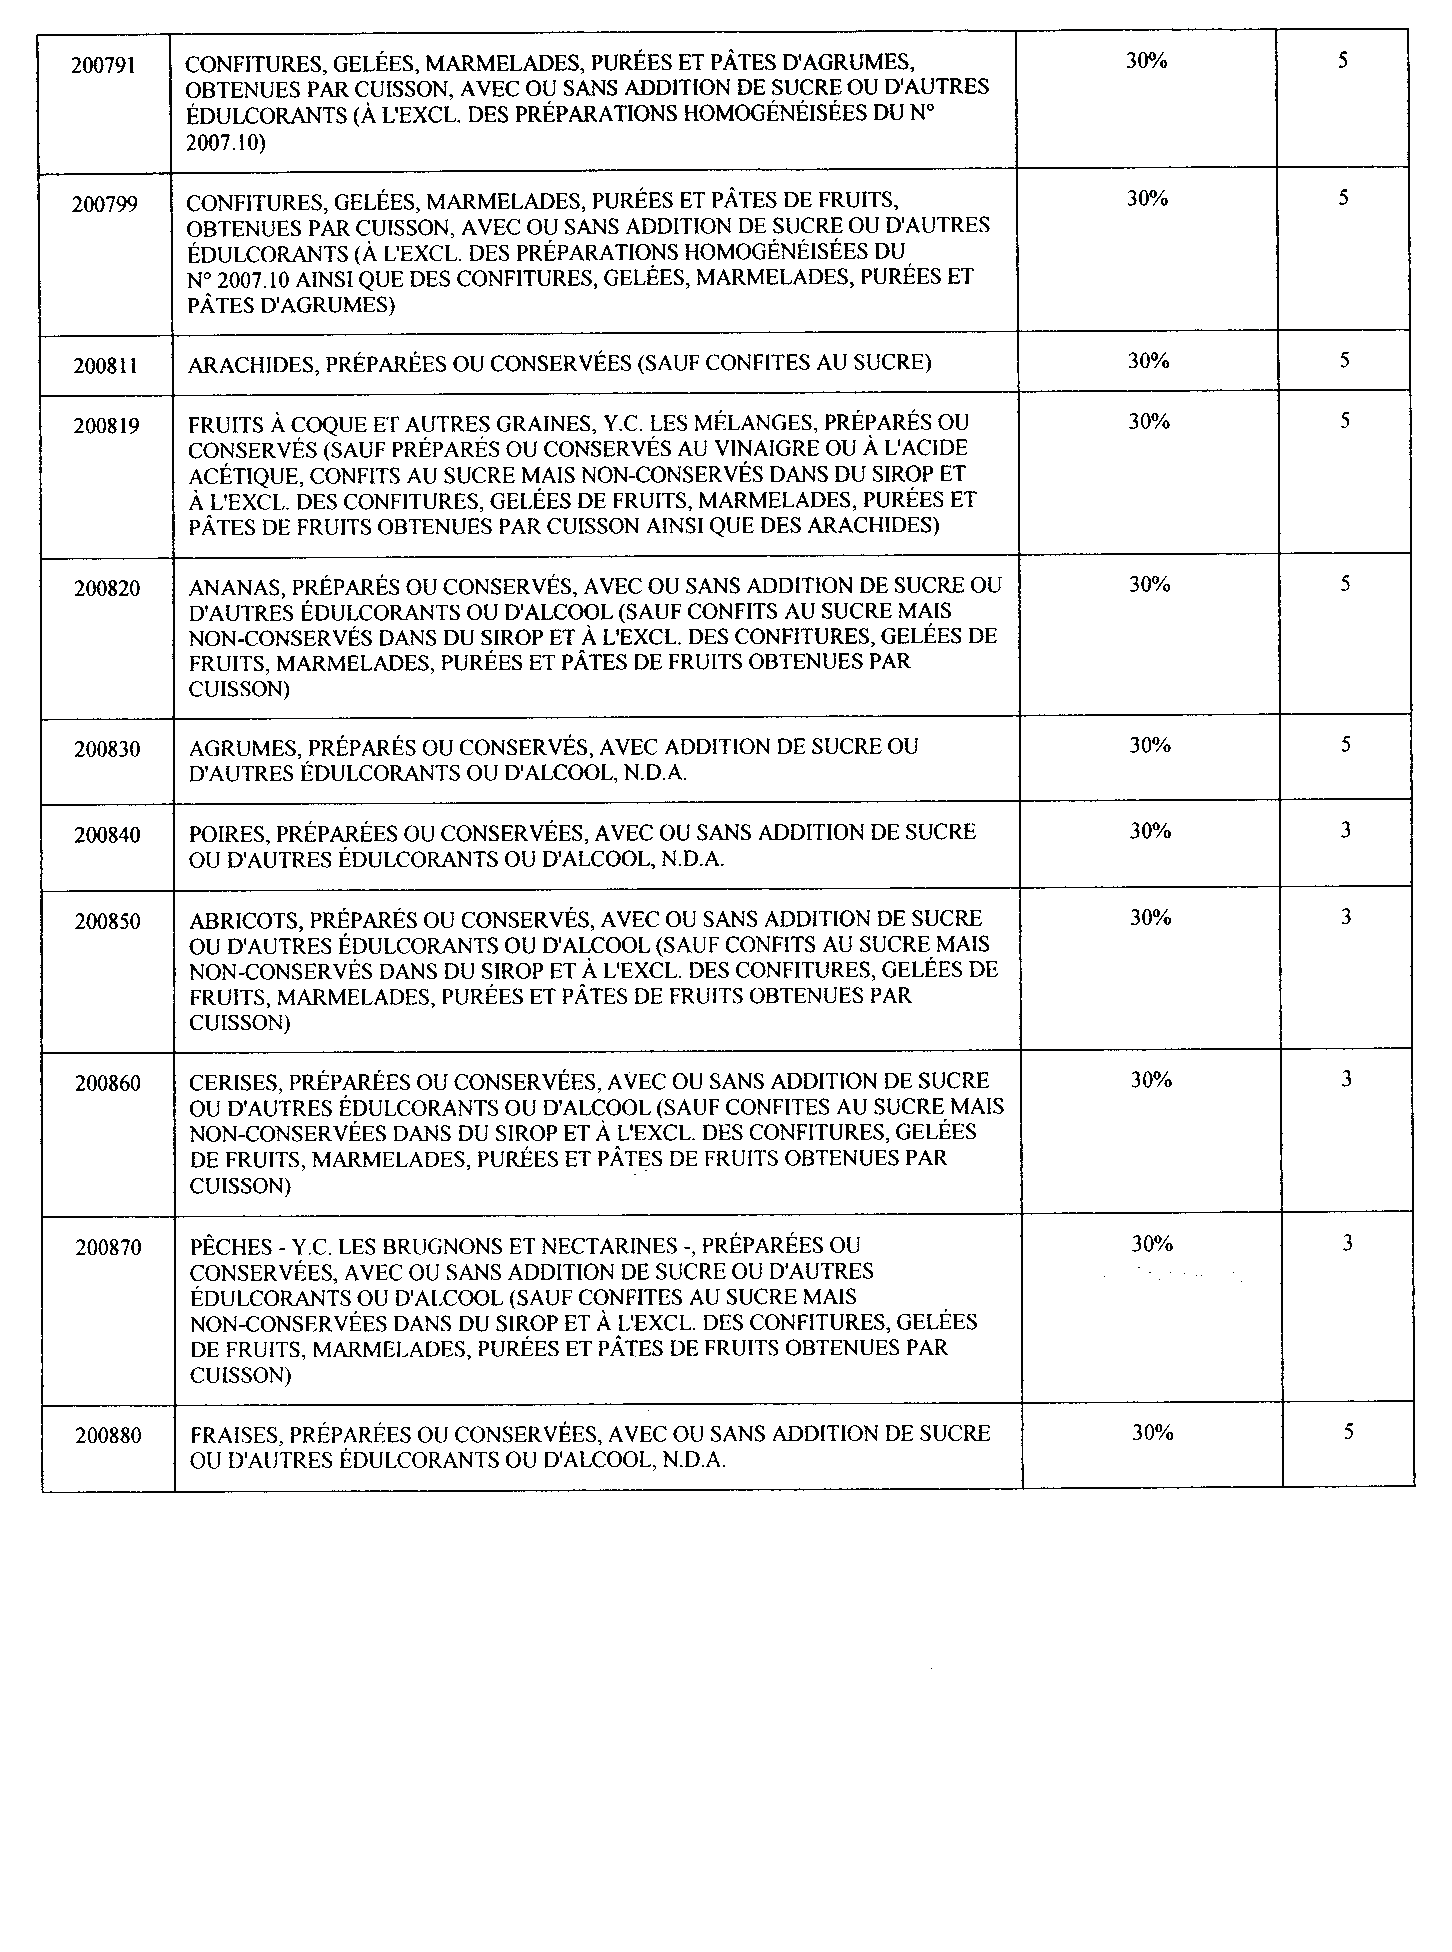 200791 CONFITURES, GELÉES, MARMELADES, PURÉES ET PÂTES D'AGRUMES, 30% 5
OBTENUES PAR CUISSON, AVEC OU SANS ADDITION DE SUCRE OU D'AUTRES
ÉDULCORANTS (À L'EXCL. DES PRÉPARATIONS HOMOGÉNÉISÉES DU N°
2007.10)
200799 CONFITURES, GELÉES, MARMELADES, PURÉES ET PÂTES DE FRUITS, 30% 5
OBTENUES PAR CUISSON, AVEC OU SANS ADDITION DE SUCRE OU D'AUTRES
ÉDULCORANTS (À L'EXCL. DES PRÉPARATIONS HOMOGÉNÉISÉES DU
N° 2007.10 AINSI QUE DES CONFITURES, GELÉES, MARMELADES, PURÉES ET
PÂTES D'AGRUMES)
200811 ARACHIDES, PRÉPARÉES OU CONSERVÉES (SAUF CONFITES AU SUCRE) 30% 5
200819 FRUITS À COQUE ET AUTRES GRAINES, Y.C. LES MÉLANGES, PRÉPARÉS OU 30% 5
CONSERVÉS (SAUF PRÉPARÉS OU CONSERVÉS AU VINAIGRE OU À L'ACIDE
ACÉTIQUE, CONFITS AU SUCRE MAIS NON-CONSERVÉS DANS DU SIROP ET
À L'EXCL. DES CONFITURES, GELÉES DE FRUITS, MARMELADES, PURÉES ET
PÂTES DE FRUITS OBTENUES PAR CUISSON AINSI QUE DES ARACHIDES)
200820 ANANAS, PRÉPARÉS OU CONSERVÉS, AVEC OU SANS ADDITION DE SUCRE OU 30% 5
D'AUTRES ÉDULCORANTS OU D'ALCOOL (SAUF CONFITS AU SUCRE MAIS
NON-CONSERVÉS DANS DU SIROP ET À L'EXCL. DES CONFITURES, GELÉES DE
FRUITS, MARMELADES, PURÉES ET PÂTES DE FRUITS OBTENUES PAR
CUISSON)
200830 AGRUMES, PRÉPARÉS OU CONSERVÉS, AVEC ADDITION DE SUCRE OU 30% 5
D'AUTRES ÉDULCORANTS OU D'ALCOOL, N.D.A.
200840 POIRES, PRÉPARÉES OU CONSERVÉES, AVEC OU SANS ADDITION DE SUCRE 30% 3
OU D'AUTRES ÉDULCORANTS OU D'ALCOOL, N.D.A.
200850 ABRICOTS, PRÉPARÉS OU CONSERVÉS, AVEC OU SANS ADDITION DE SUCRE 30% 3
OU D'AUTRES ÉDULCORANTS OU D'ALCOOL (SAUF CONFITS AU SUCRE MAIS
NON-CONSERVÉS DANS DU SIROP ET À L'EXCL. DES CONFITURES, GELÉES DE
FRUITS, MARMELADES, PURÉES ET PÂTES DE FRUITS OBTENUES PAR
CUISSON)
200860 CERISES, PRÉPARÉES OU CONSERVÉES, AVEC OU SANS ADDITION DE SUCRE 30% 3
OU D'AUTRES ÉDULCORANTS OU D'ALCOOL (SAUF CONFITES AU SUCRE MAIS
NON-CONSERVÉES DANS DU SIROP ET À L'EXCL. DES CONFITURES, GELÉES
DE FRUITS, MARMELADES, PURÉES ET PÂTES DE FRUITS OBTENUES PAR
CUISSON)
200870 PÊCHES - Y.C. LES BRUGNONS ET NECTARINES -, PRÉPARÉES OU 30% 3
CONSERVÉES, AVEC OU SANS ADDITION DE SUCRE OU D'AUTRES
ÉDULCORANTS OU D'ALCOOL (SAUF CONFITES AU SUCRE MAIS
NON-CONSERVÉES DANS DU SIROP ET À L'EXCL. DES CONFITURES, GELÉES
DE FRUITS, MARMELADES, PURÉES ET PÂTES DE FRUITS OBTENUES PAR
CUISSON)
200880 FRAISES, PRÉPARÉES OU CONSERVÉES, AVEC OU SANS ADDITION DE SUCRE 30% 5
OU D'AUTRES ÉDULCORANTS OU D'ALCOOL, N.D.A.